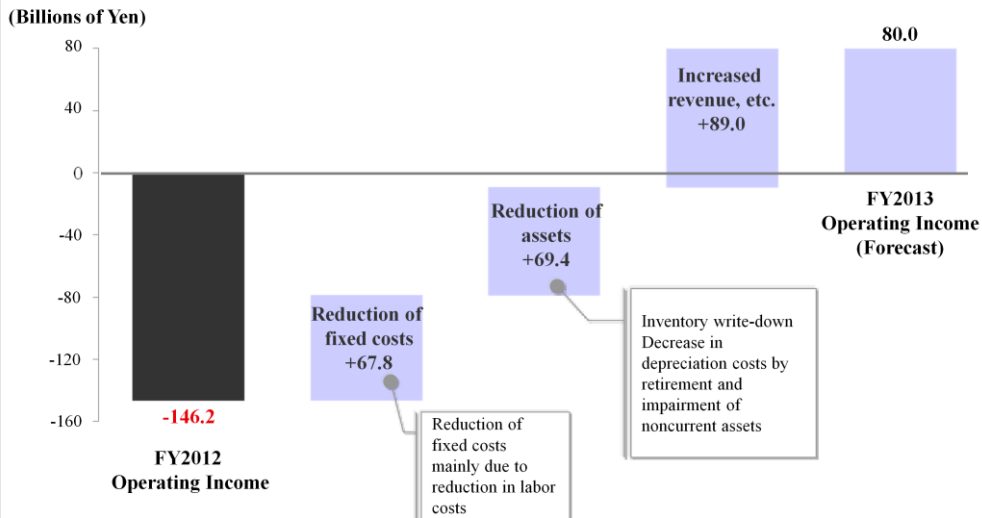 (Billions of Yen)
80
40
0
-40
-80
-120
-160
-146.2
FY2012
Operating Income
Reduction of
fixed costs
+67.8
Reduction of
fixed costs
mainly due to
reduction in labor
costs
Reduction of
assets
+69.4
Inventory write-down
Decrease in
depreciation costs by
retirement and
impairment of
noncurrent assets
Increased
revenue, etc.
+89.0
80.0
FY2013
Operating Income
(Forecast)